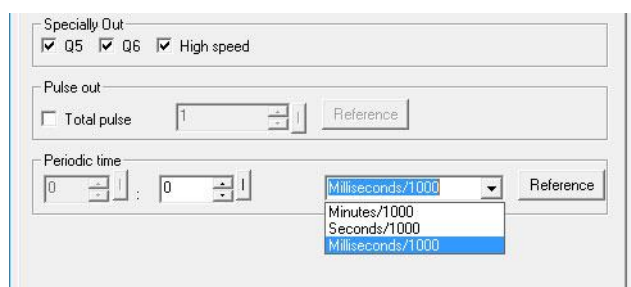 Specially Out
Q5 Q6 High speed
Pulse out
Total pulse 1 Reference
Periodic time
0 : 0 Milliseconds/1000 Reference
Minutes/1000
Seconds/1000
Milliseconds/1000